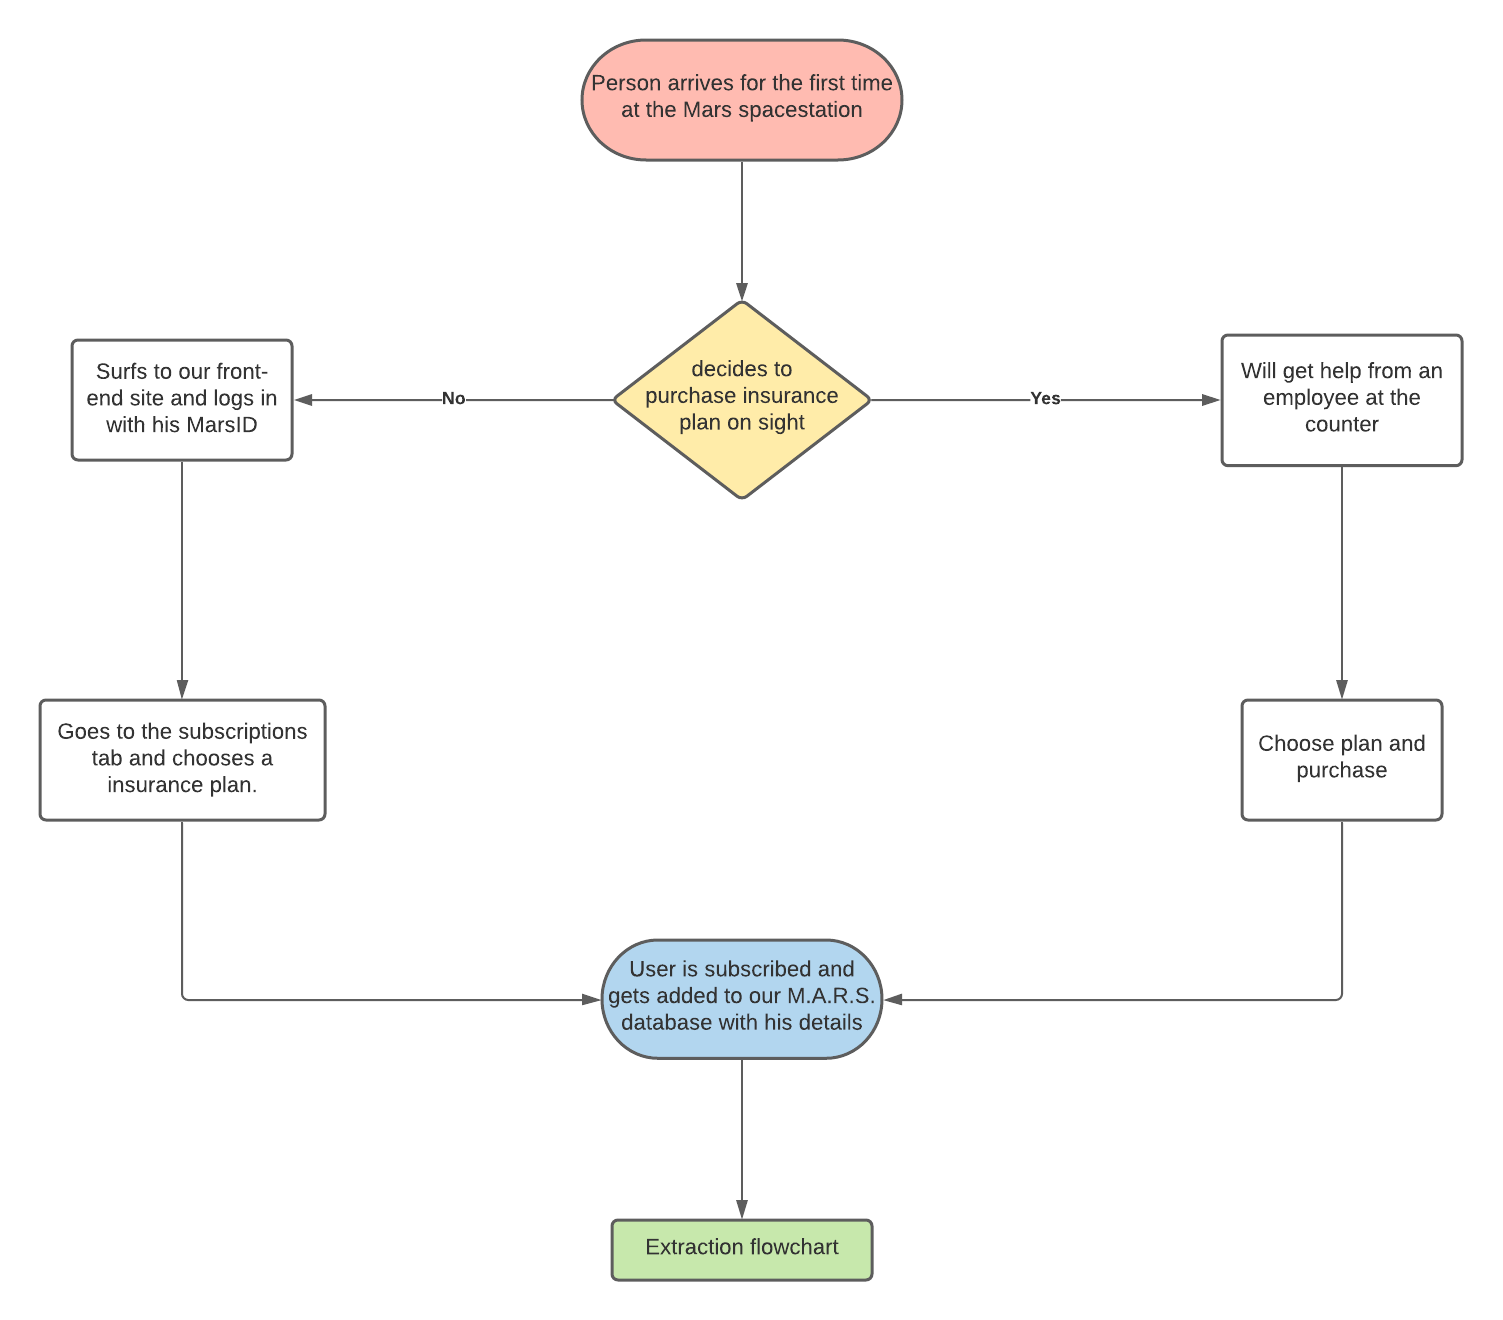 Person arrives for the first time
at the Mars spacestation
decides to
purchase insurance
plan on sight
No
Yes
Surfs to our front-
end site and logs in
with his MarsID
Will get help from an
employee at the
counter
Goes to the subscriptions
tab and chooses a
insurance plan.
Choose plan and
purchase
User is subscribed and
gets added to our M.A.R.S.
database with his details
Extraction flowchart